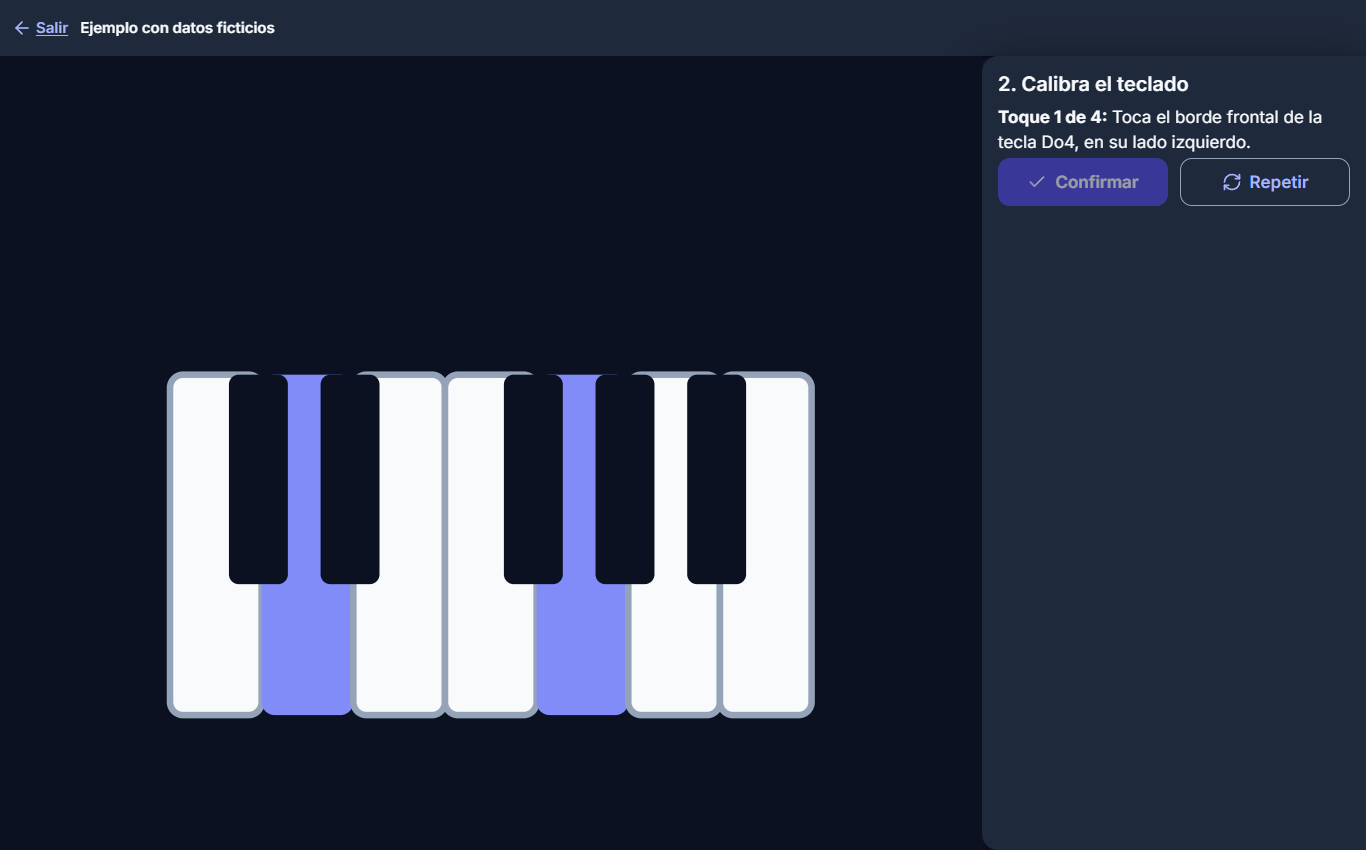 Salir Ejemplo con datos ficticios
2. Calibra el teclado
Toque 1 de 4: Toca el borde frontal de la
tecla Do4, en su lado izquierdo.
Confirmar Repetir